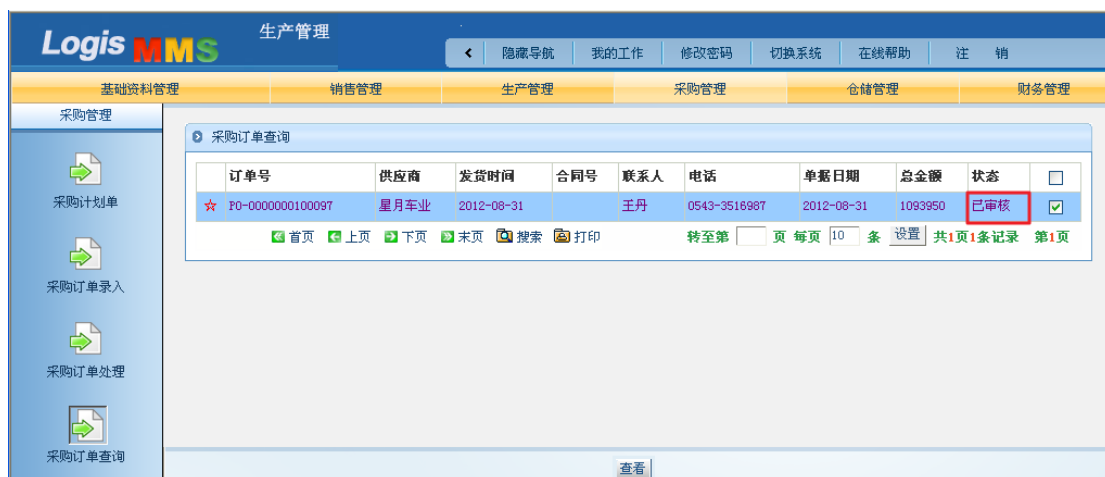 Logis MMS
生产管理
隐藏导航 我的工作 修改密码 切换系统 在线帮助 注 销
基础资料管理 销售管理 生产管理 采购管理 仓储管理 财务管理
采购管理
采购订单查询
订单号 供应商 发货时间 合同号 联系人 电话 单据日期 总金额 状态
PO-0000000100097 星月车业 2012-08-31 王丹 0543-3516987 2012-08-31 1093950 已审核
首页 上页 下页 末页 搜索 打印 转至第 页 每页 10 条 设置 共1页1条记录 第1页
采购计划单
采购订单录入
采购订单处理
采购订单查询
查看